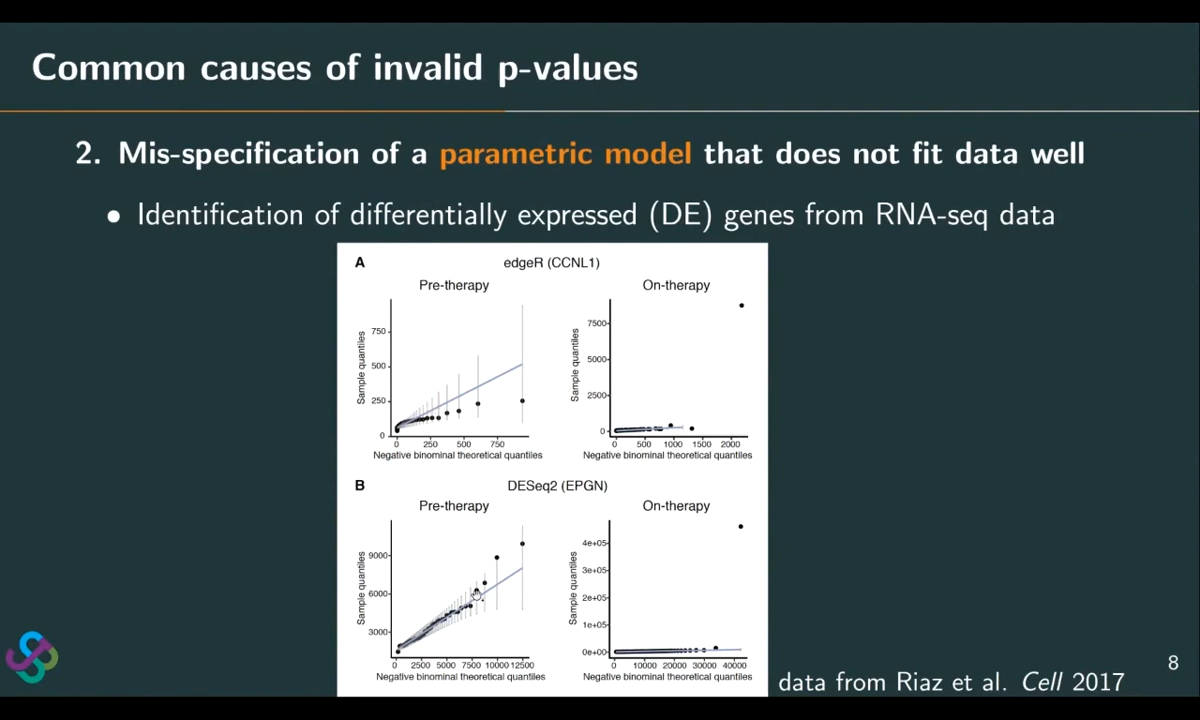 Common causes of invalid p-values
2. Mis-specification of a parametric model that does not fit data well
• Identification of differentially expressed (DE) genes from RNA-seq data
A
edgeR (CCNL1)
Pre-therapy
On-therapy
Sample quantiles
750
500
250
0
0 250 500 750
Negative binominal theoretical quantiles
Sample quantiles
7500
5000
2500
0
0 500 1000 1500 2000
Negative binominal theoretical quantiles
B
DESeq2 (EPGN)
Pre-therapy
On-therapy
Sample quantiles
9000
6000
3000
0 2500 5000 7500 10000 12500
Negative binominal theoretical quantiles
Sample quantiles
4e+05
3e+05
2e+05
1e+05
0e+00
0 10000 20000 30000 40000
Negative binominal theoretical quantiles
data from Riaz et al. Cell 2017
8